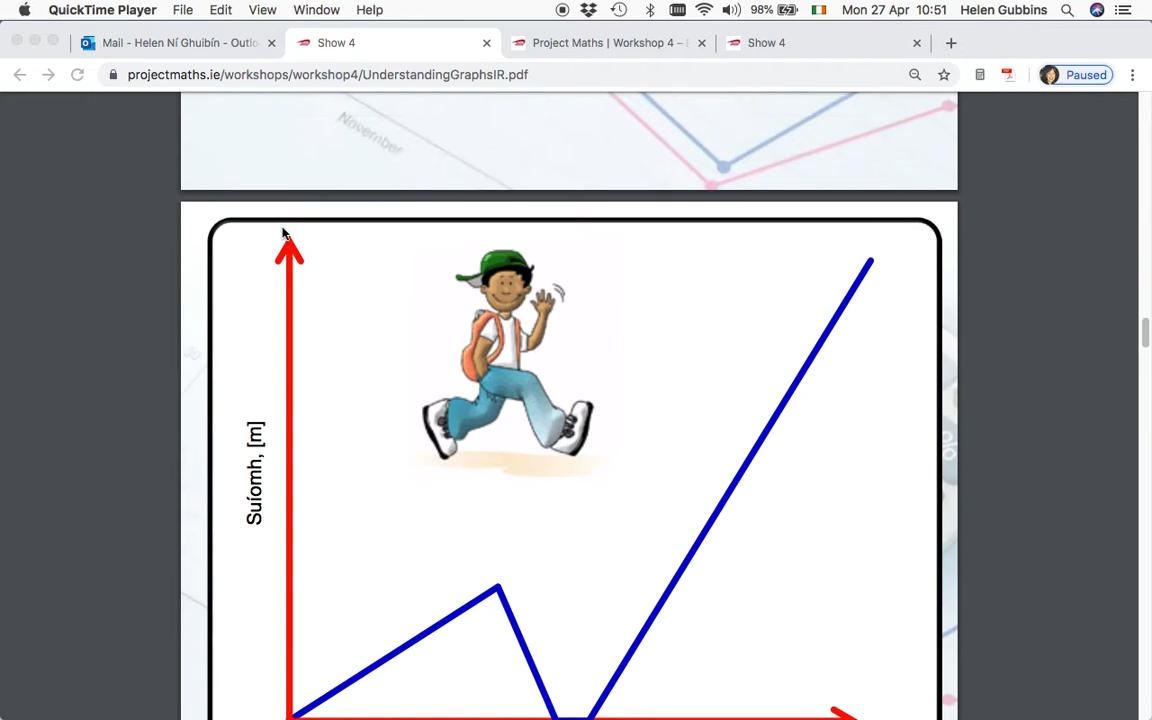 QuickTime Player File Edit View Window Help 98% Mon 27 Apr 10:51 Helen Gubbins
Mail - Helen Ní Ghuibín - Outlo Show 4 Project Maths | Workshop 4 – Show 4
projectmaths.ie/workshops/workshop4/UnderstandingGraphsIR.pdf Paused
November
30
Suíomh, [m]